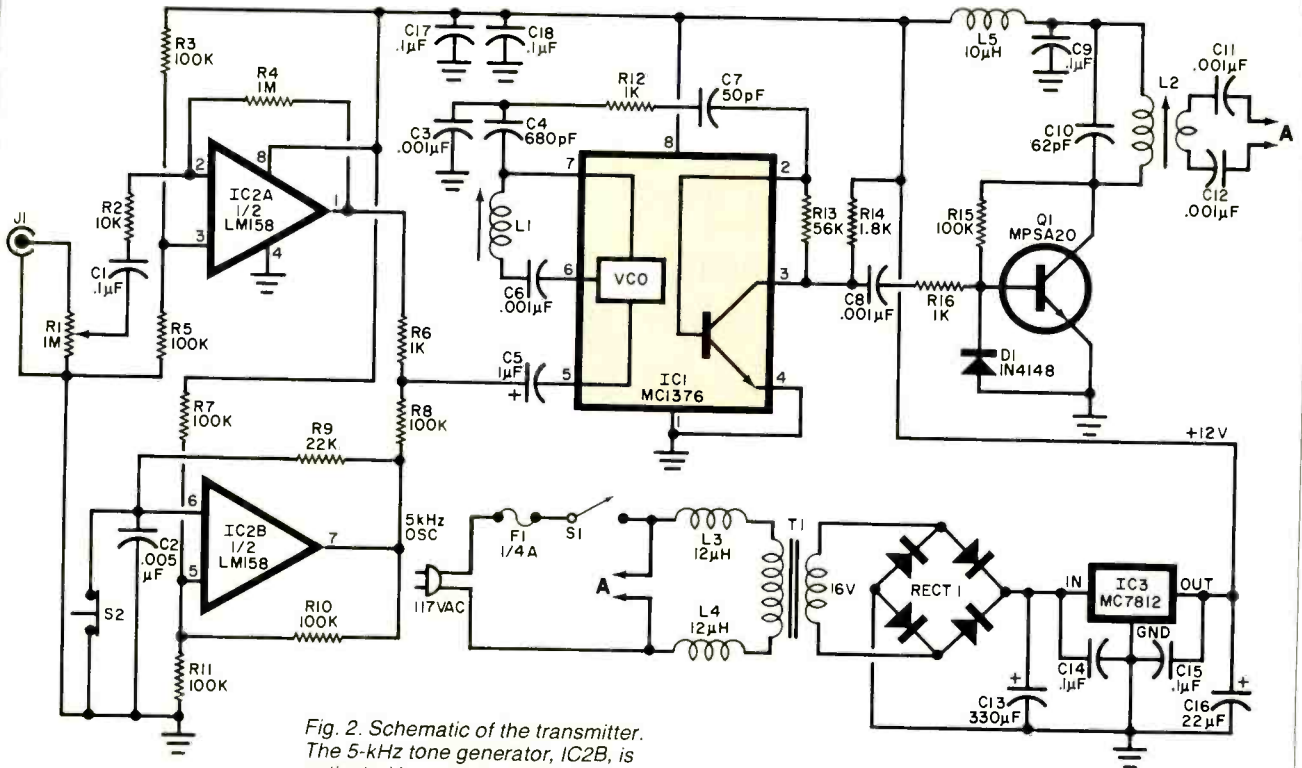 R3
100K
C17
.1µF
C18
.1µF
L5
10µH
C9
.1µF
C11
.001µF
L2
A
C12
.001µF
C10
62pF
R4
1M
R12
1K
C7
50pF
C3
.001µF
C4
680pF
8
7
2
8
2
IC2A
1/2
LM158
1
3
4
R2
10K
C1
.1µF
J1
R1
1M
R5
100K
L1
C6
.001µF
6
VCO
R13
56K
R14
1.8K
3
C8
.001µF
R16
1K
R15
100K
Q1
MPSA20
D1
1N4148
R6
1K
C5
1µF
+
5
IC1
MC1376
4
1
R7
100K
R8
100K
R9
22K
+12V
6
IC2B
1/2
LM158
7
5
5kHz
OSC
C2
.005
µF
S2
R10
100K
R11
100K
117VAC
F1
1/4A
S1
A
L3
12µH
L4
12µH
T1
16V
RECT 1
IN
IC3
MC7812
OUT
GND
C14
.1µF
C15
.1µF
+
C13
330µF
+
C16
22µF
Fig. 2. Schematic of the transmitter.
The 5-kHz tone generator, IC2B, is